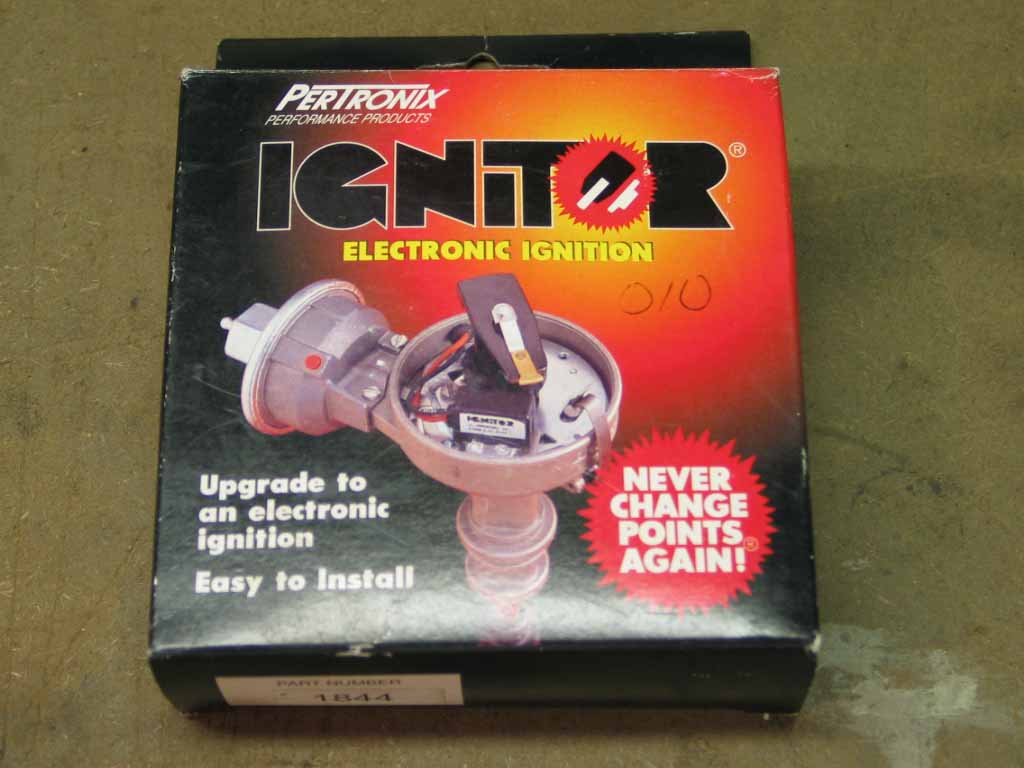 PERTRONIX
PERFORMANCE PRODUCTS
IGNiTOR®
ELECTRONIC IGNITION
010
IGNiTOR
Upgrade to
an electronic
ignition
Easy to Install
NEVER
CHANGE
POINTS®
AGAIN!
PART NUMBER
1844